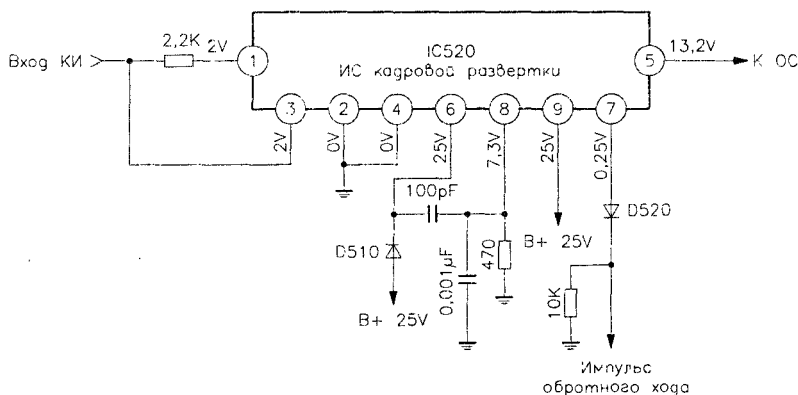 IC520
ИС кадровой развертки
Вход КИ
2,2K
2V
1
5
13,2V
К ОС
3
2
4
6
8
9
7
2V
0V
0V
25V
7,3V
25V
0,25V
100pF
D510
0,001µF
470
B+ 25V
B+ 25V
D520
10K
Импульс
обротного хода